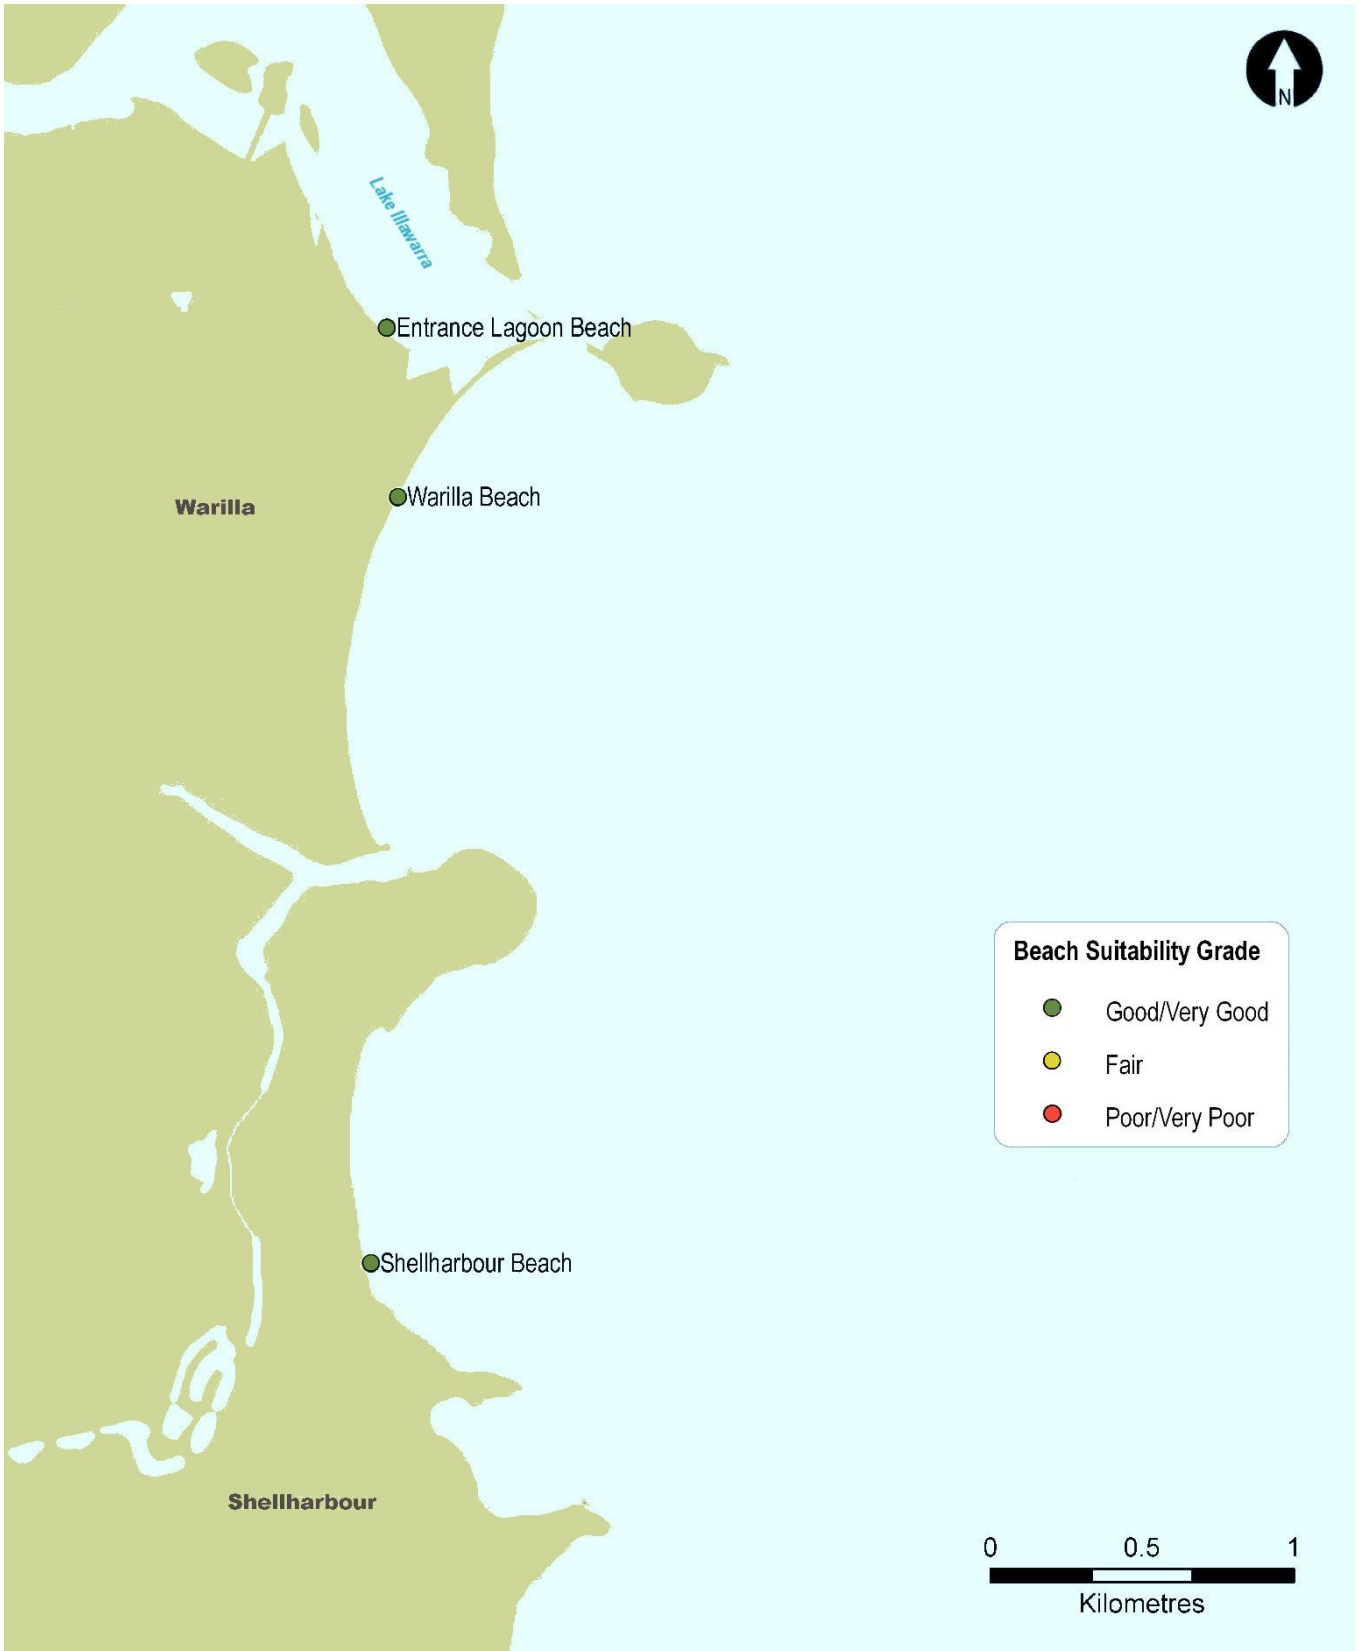 N
Lake Illawarra
Entrance Lagoon Beach
Warilla Beach
Warilla
Beach Suitability Grade
Good/Very Good
Fair
Poor/Very Poor
Shellharbour Beach
Shellharbour
0 0.5 1
Kilometres